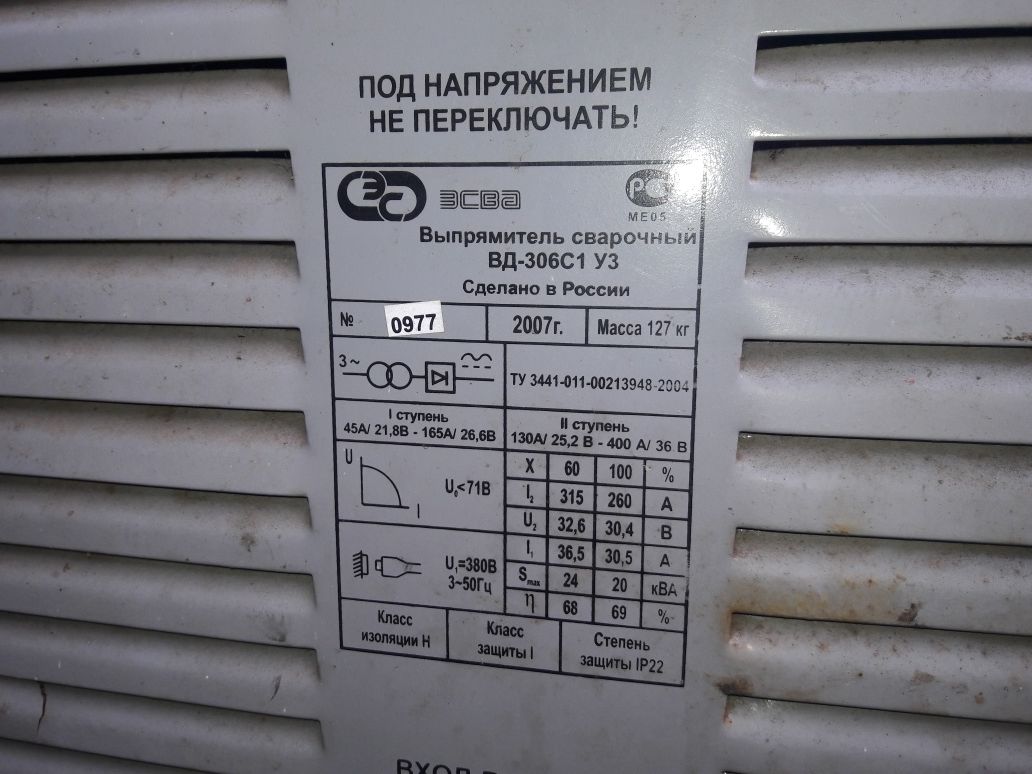 ПОД НАПРЯЖЕНИЕМ
НЕ ПЕРЕКЛЮЧАТЬ!
ЭС ЭСВА РС
МЕ05
Выпрямитель сварочный
ВД-306С1 У3
Сделано в России
№ 0977 2007г. Масса 127 кг
3~ ТУ 3441-011-00213948-2004
I ступень
45А/ 21,8В - 165А/ 26,6В
II ступень
130А/ 25,2 В - 400 А/ 36 В
U U₀<71В
I
X 60 100 %
I₂ 315 260 А
U₂ 32,6 30,4 В
I₁ 36,5 30,5 А
Smax 24 20 кВА
η 68 69 %
U₁=380В
3~50Гц
Класс
изоляции Н
Класс
защиты I
Степень
защиты IP22
ВХОД